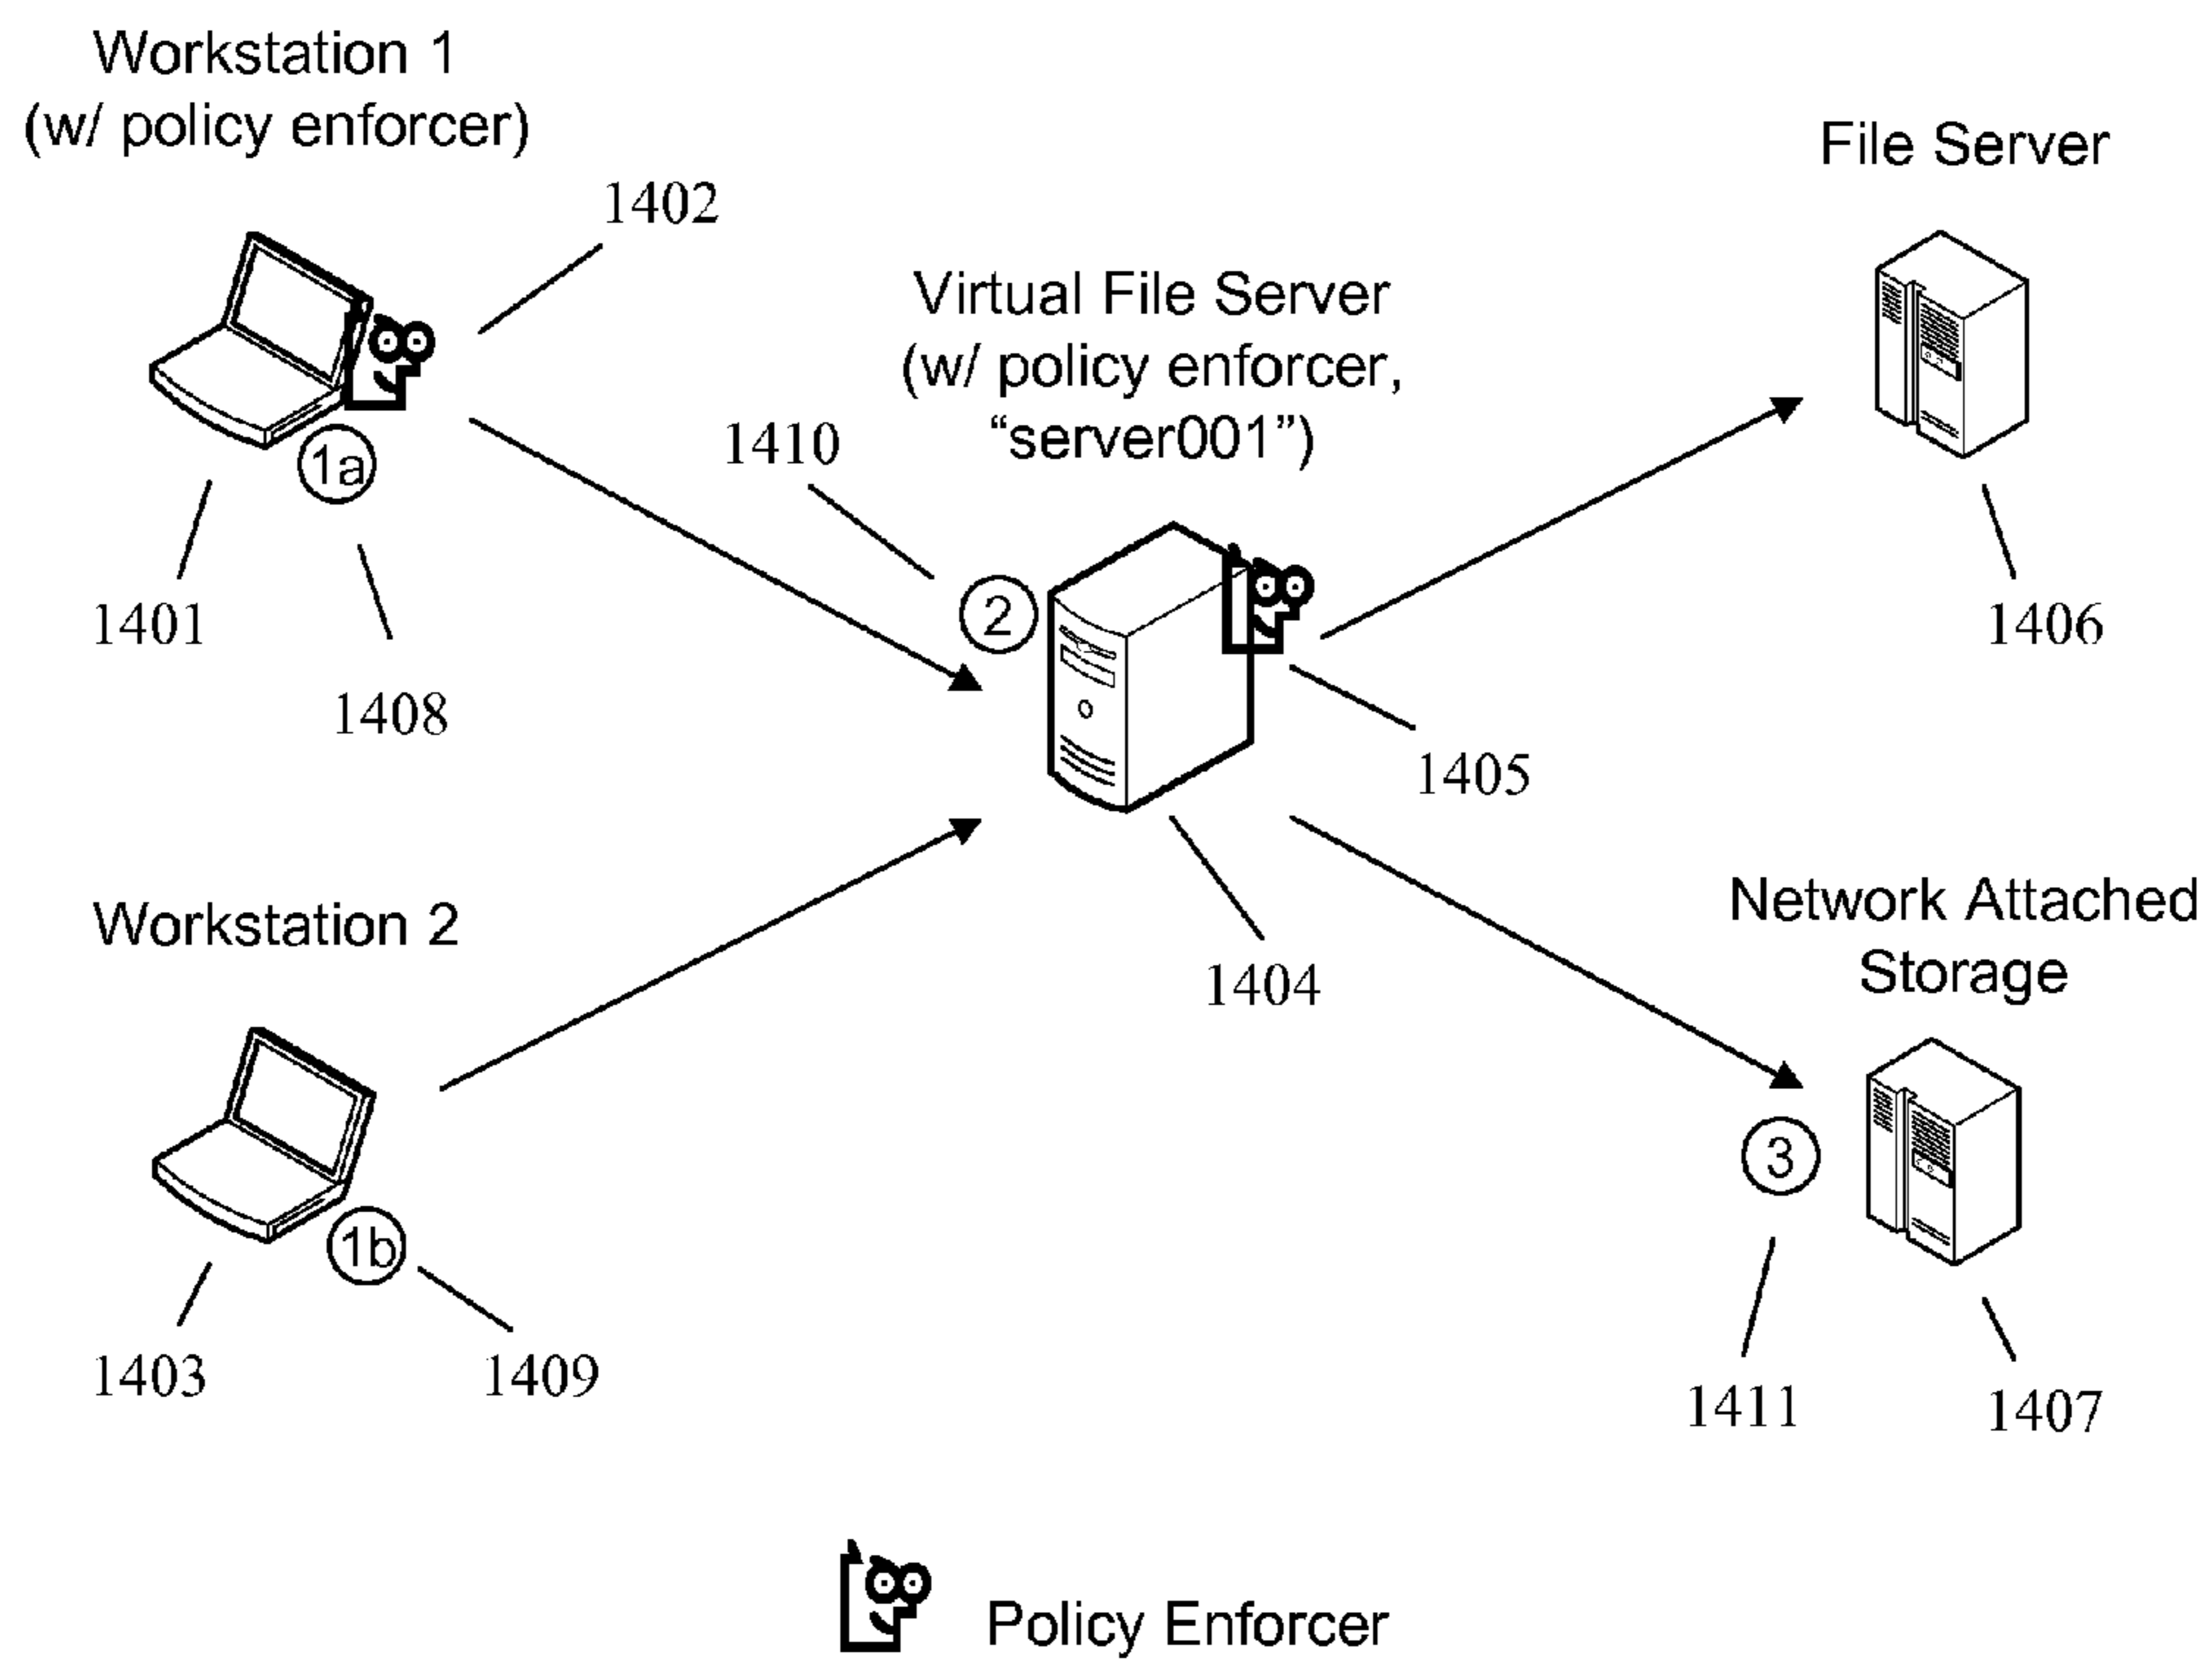 Workstation 1
(w/ policy enforcer)
1402
File Server
Virtual File Server
(w/ policy enforcer,
“server001”)
1410
1a
1401
1408
2
1406
1405
1404
Workstation 2
Network Attached
Storage
1b
1403
1409
3
1411
1407
Policy Enforcer